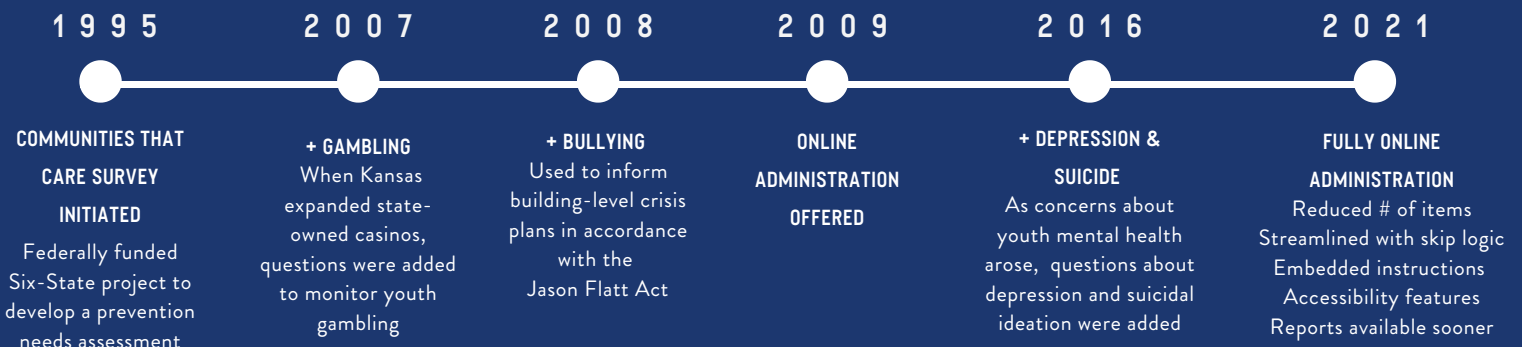 1995
COMMUNITIES THAT
CARE SURVEY
INITIATED
Federally funded
Six-State project to
develop a prevention
needs assessment
2007
+ GAMBLING
When Kansas
expanded state-
owned casinos,
questions were added
to monitor youth
gambling
2008
+ BULLYING
Used to inform
building-level crisis
plans in accordance
with the
Jason Flatt Act
2009
ONLINE
ADMINISTRATION
OFFERED
2016
+ DEPRESSION &
SUICIDE
As concerns about
youth mental health
arose, questions about
depression and suicidal
ideation were added
2021
FULLY ONLINE
ADMINISTRATION
Reduced # of items
Streamlined with skip logic
Embedded instructions
Accessibility features
Reports available sooner